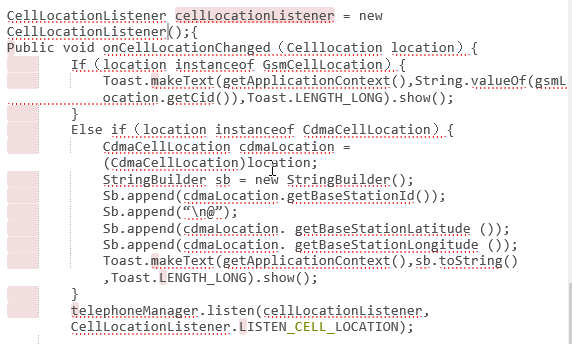 CellLocationListener cellLocationListener = new
CellLocationListener();{
Public void onCellLocationChanged（Celllocation location）{
If（location instanceof GsmCellLocation）{
Toast.makeText(getApplicationContext(),String.valueOf(gsmL
ocation.getCid()),Toast.LENGTH_LONG).show();
}
Else if（location instanceof CdmaCellLocation）{
CdmaCellLocation cdmaLocation =
(CdmaCellLocation)location;
StringBuilder sb = new StringBuilder();
Sb.append(cdmaLocation.getBaseStationId());
Sb.append(“\n@”);
Sb.append(cdmaLocation. getBaseStationLatitude ());
Sb.append(cdmaLocation. getBaseStationLongitude ());
Toast.makeText(getApplicationContext(),sb.toString()
,Toast.LENGTH_LONG).show();
}
telephoneManager.listen(cellLocationListener,
CellLocationListener.LISTEN_CELL_LOCATION);